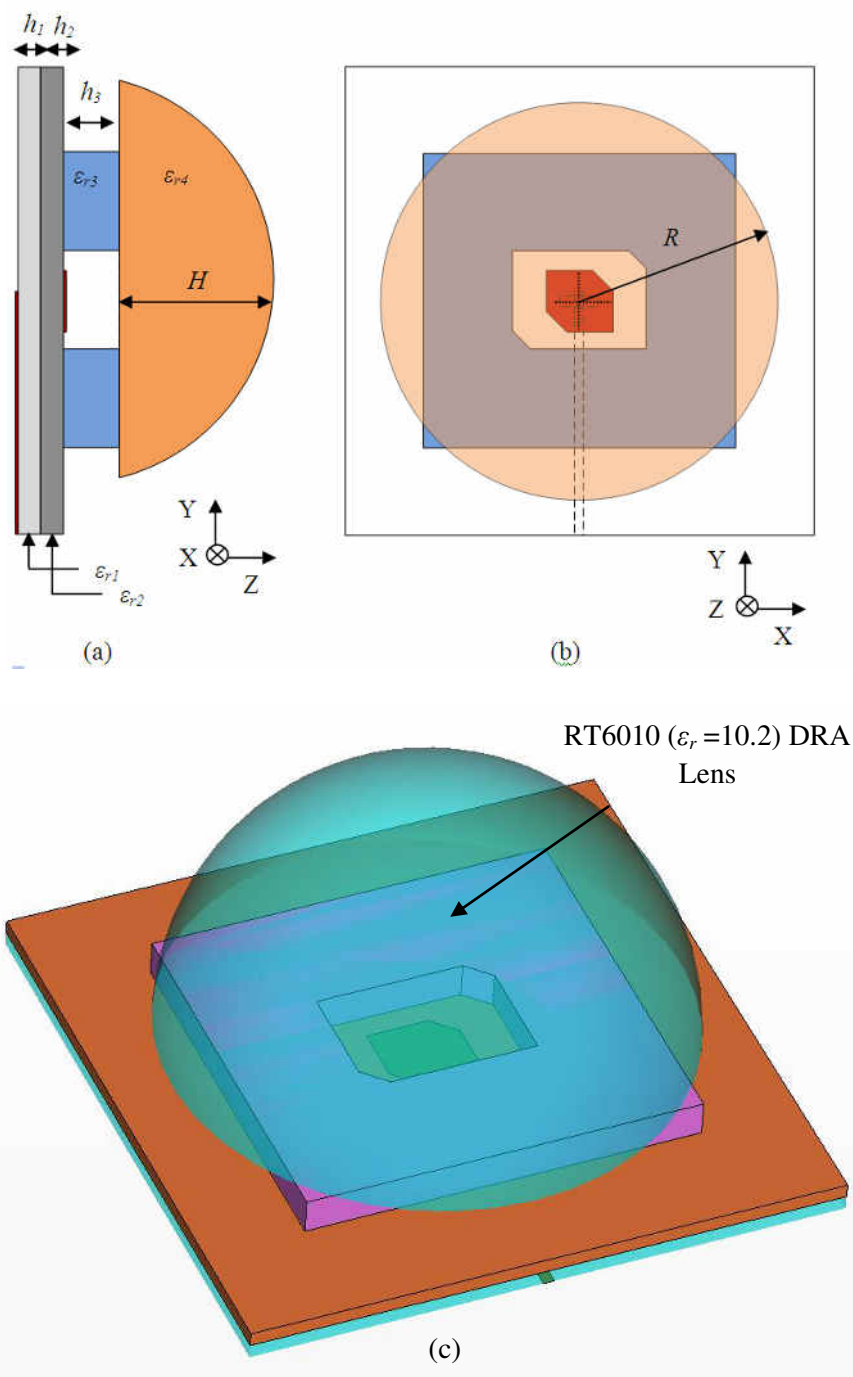 h₁ h₂
h₃
εᵣ₃ εᵣ₄
H
Y
X
Z
εᵣ₁
εᵣ₂
(a)
R
Y
Z
X
(b)
RT6010 (εᵣ =10.2) DRA
Lens
(c)